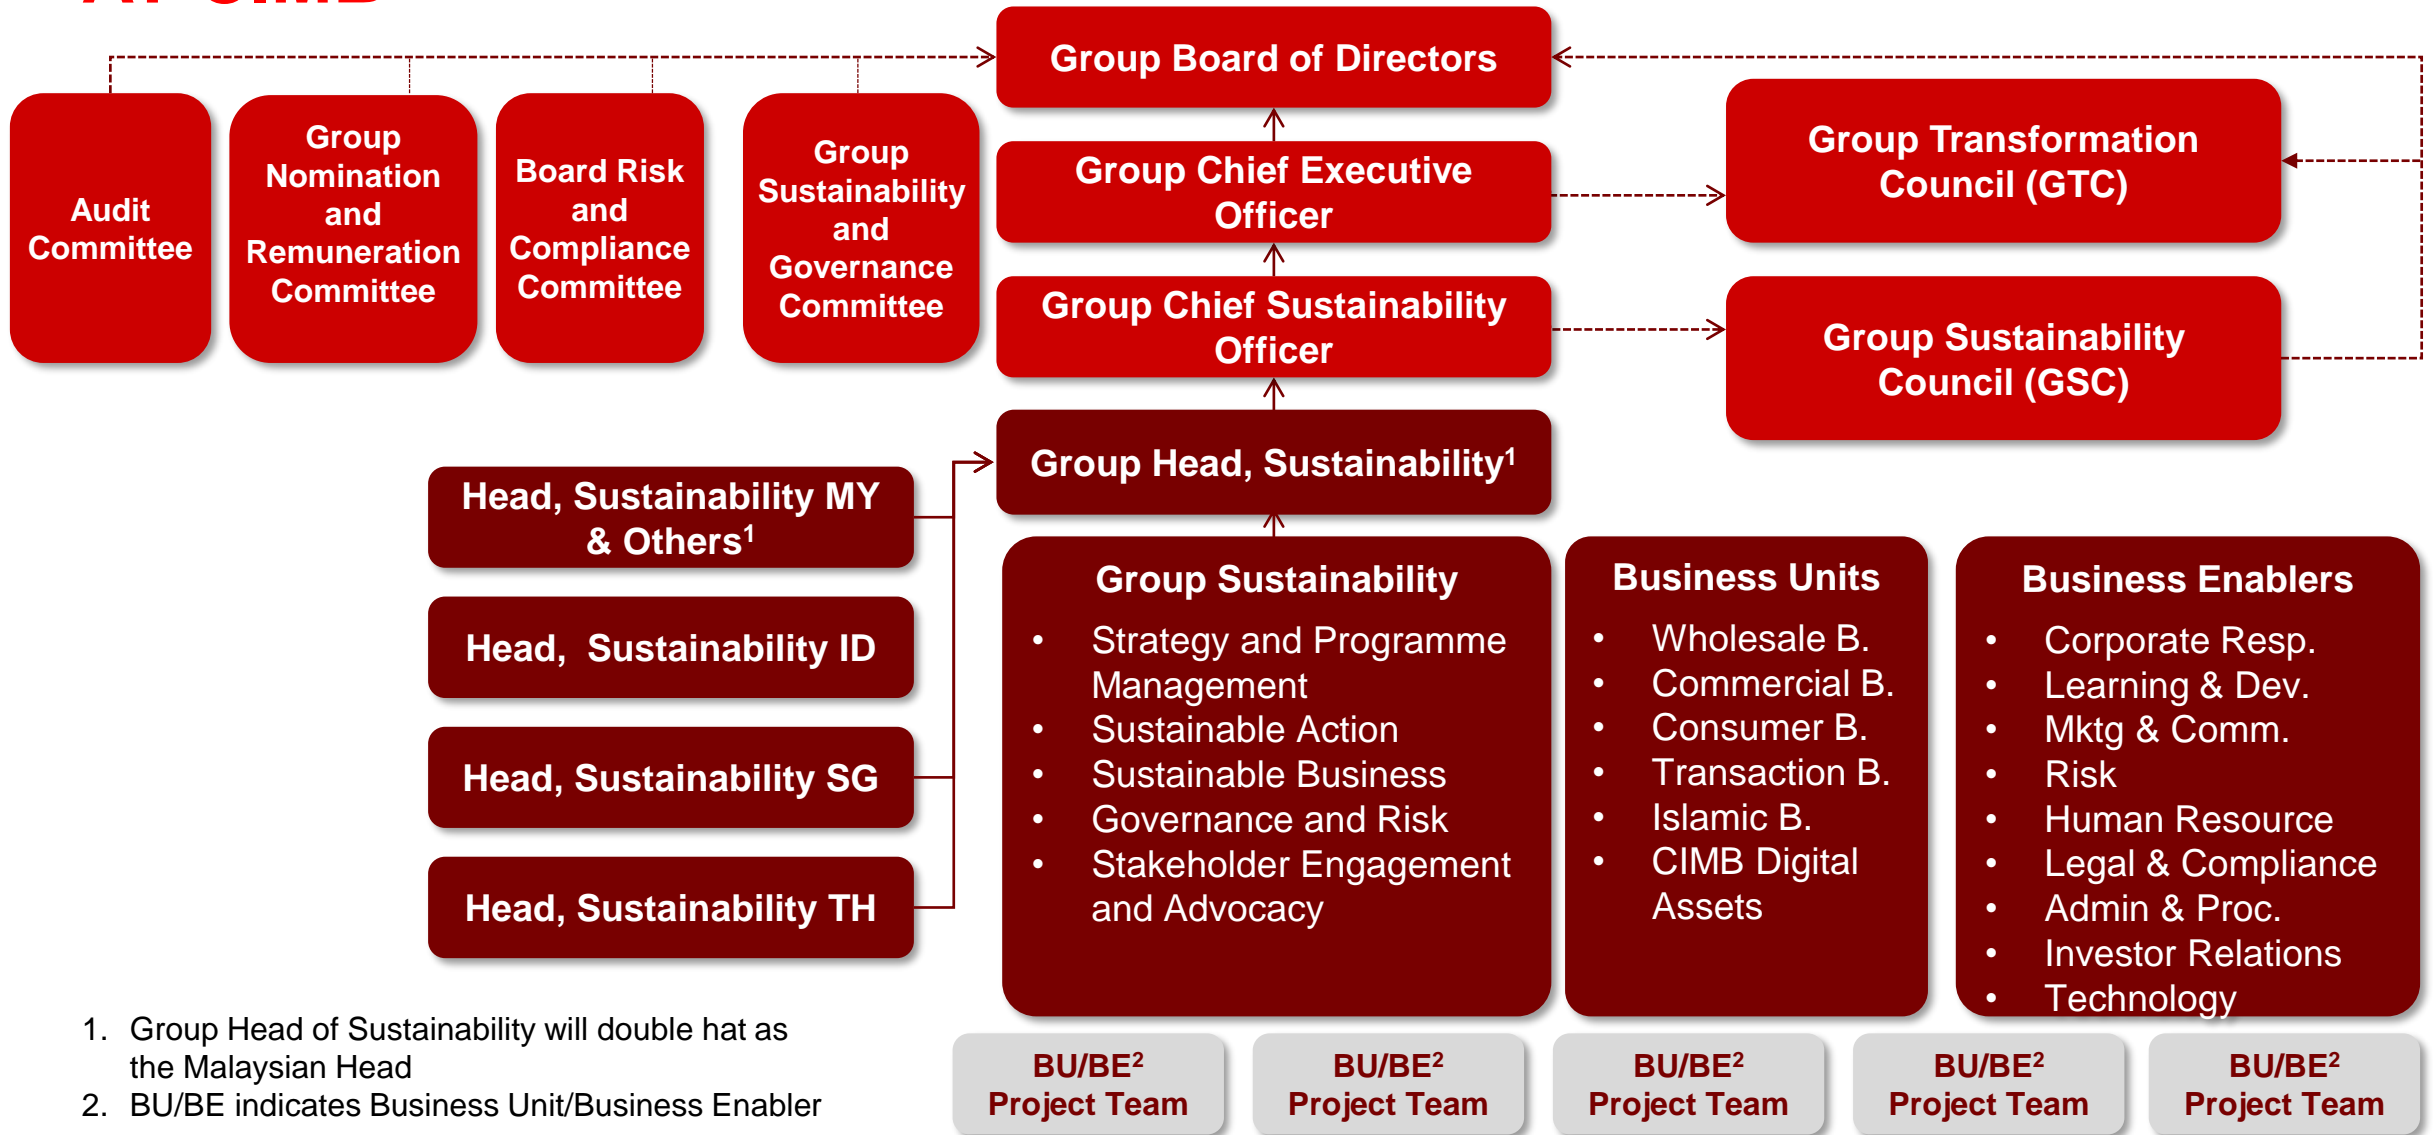 Group Board of Directors
Audit
Committee
Group
Nomination
and
Remuneration
Committee
Board Risk
and
Compliance
Committee
Group
Sustainability
and
Governance
Committee
Group Chief Executive
Officer
Group Transformation
Council (GTC)
Group Chief Sustainability
Officer
Group Sustainability
Council (GSC)
Group Head, Sustainability¹
Head, Sustainability MY
& Others¹
Head, Sustainability ID
Head, Sustainability SG
Head, Sustainability TH
Group Sustainability
• Strategy and Programme
Management
• Sustainable Action
• Sustainable Business
• Governance and Risk
• Stakeholder Engagement
and Advocacy
Business Units
• Wholesale B.
• Commercial B.
• Consumer B.
• Transaction B.
• Islamic B.
• CIMB Digital
Assets
Business Enablers
• Corporate Resp.
• Learning & Dev.
• Mktg & Comm.
• Risk
• Human Resource
• Legal & Compliance
• Admin & Proc.
• Investor Relations
• Technology
BU/BE²
Project Team
BU/BE²
Project Team
BU/BE²
Project Team
BU/BE²
Project Team
BU/BE²
Project Team
1. Group Head of Sustainability will double hat as
the Malaysian Head
2. BU/BE indicates Business Unit/Business Enabler